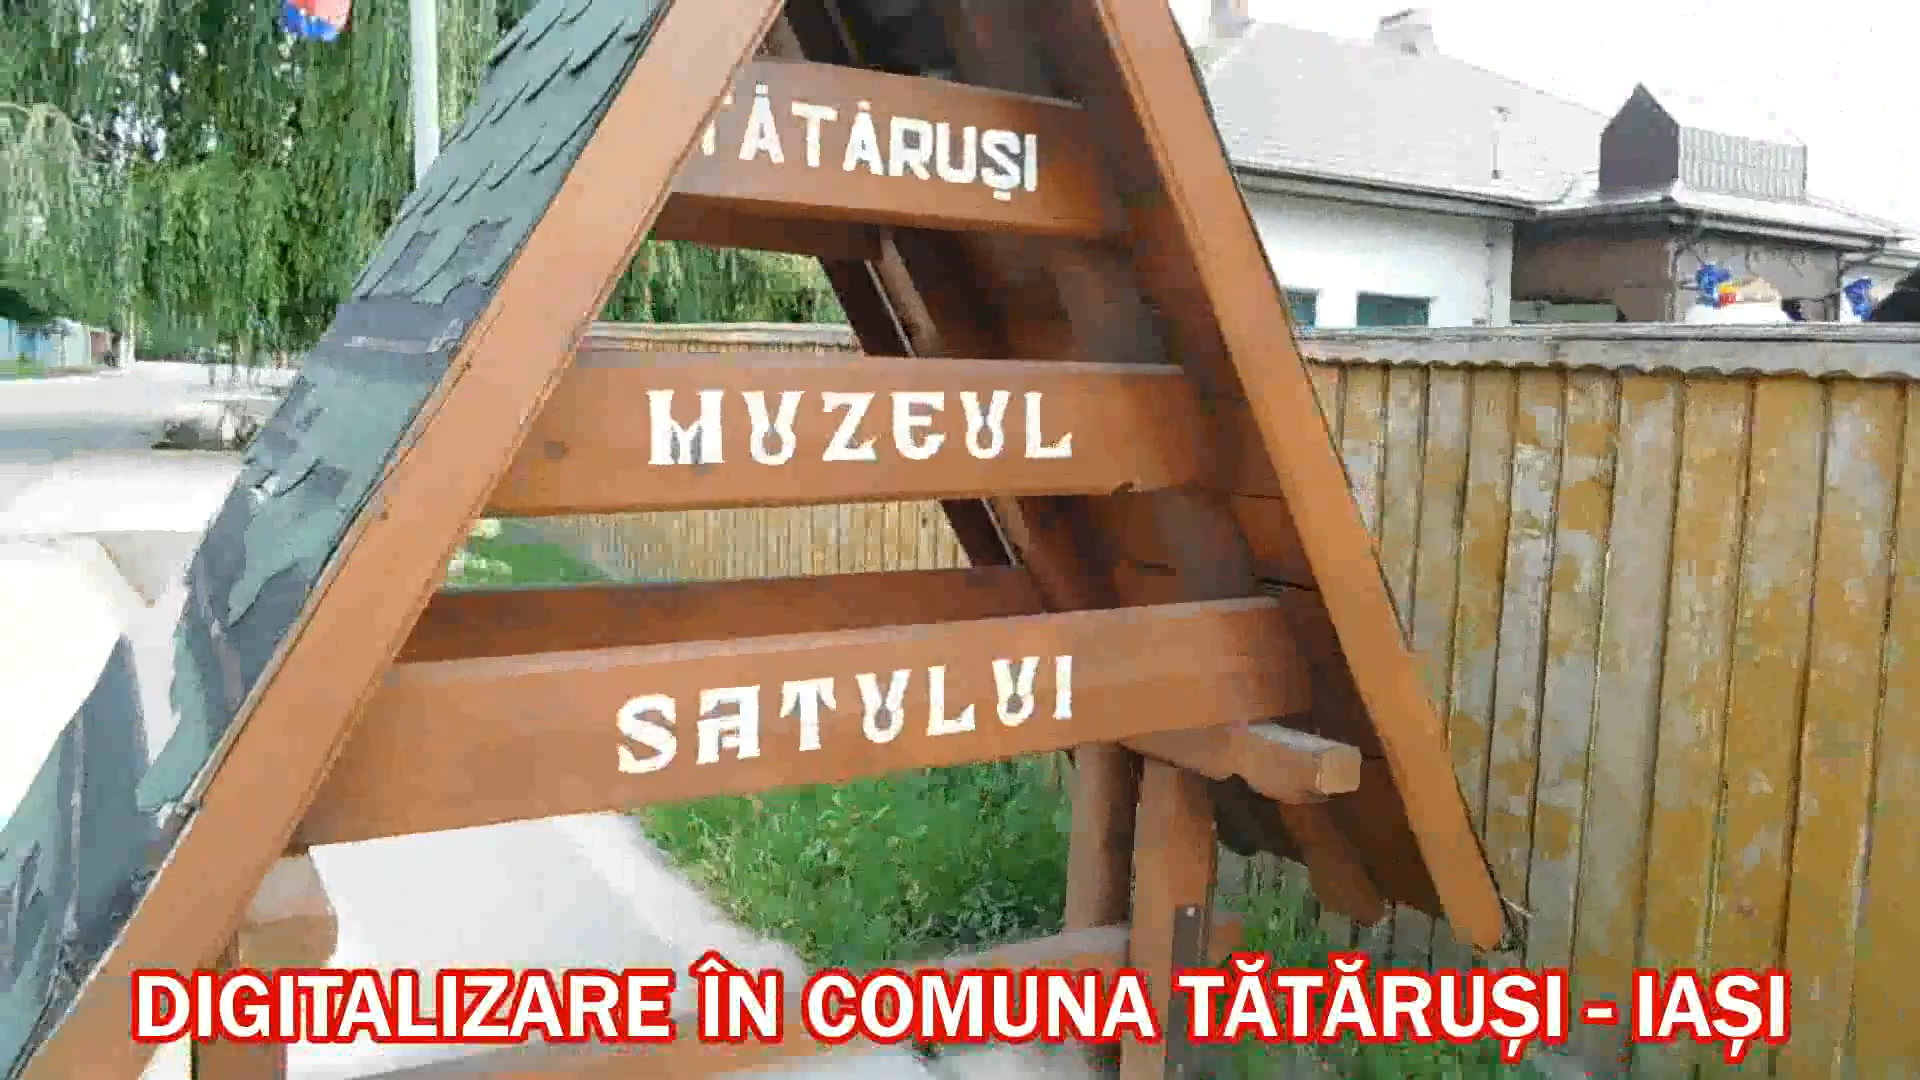 TĂTĂRUȘI
MUZEUL
SATULUI
DIGITALIZARE ÎN COMUNA TĂTĂRUȘI - IAȘI